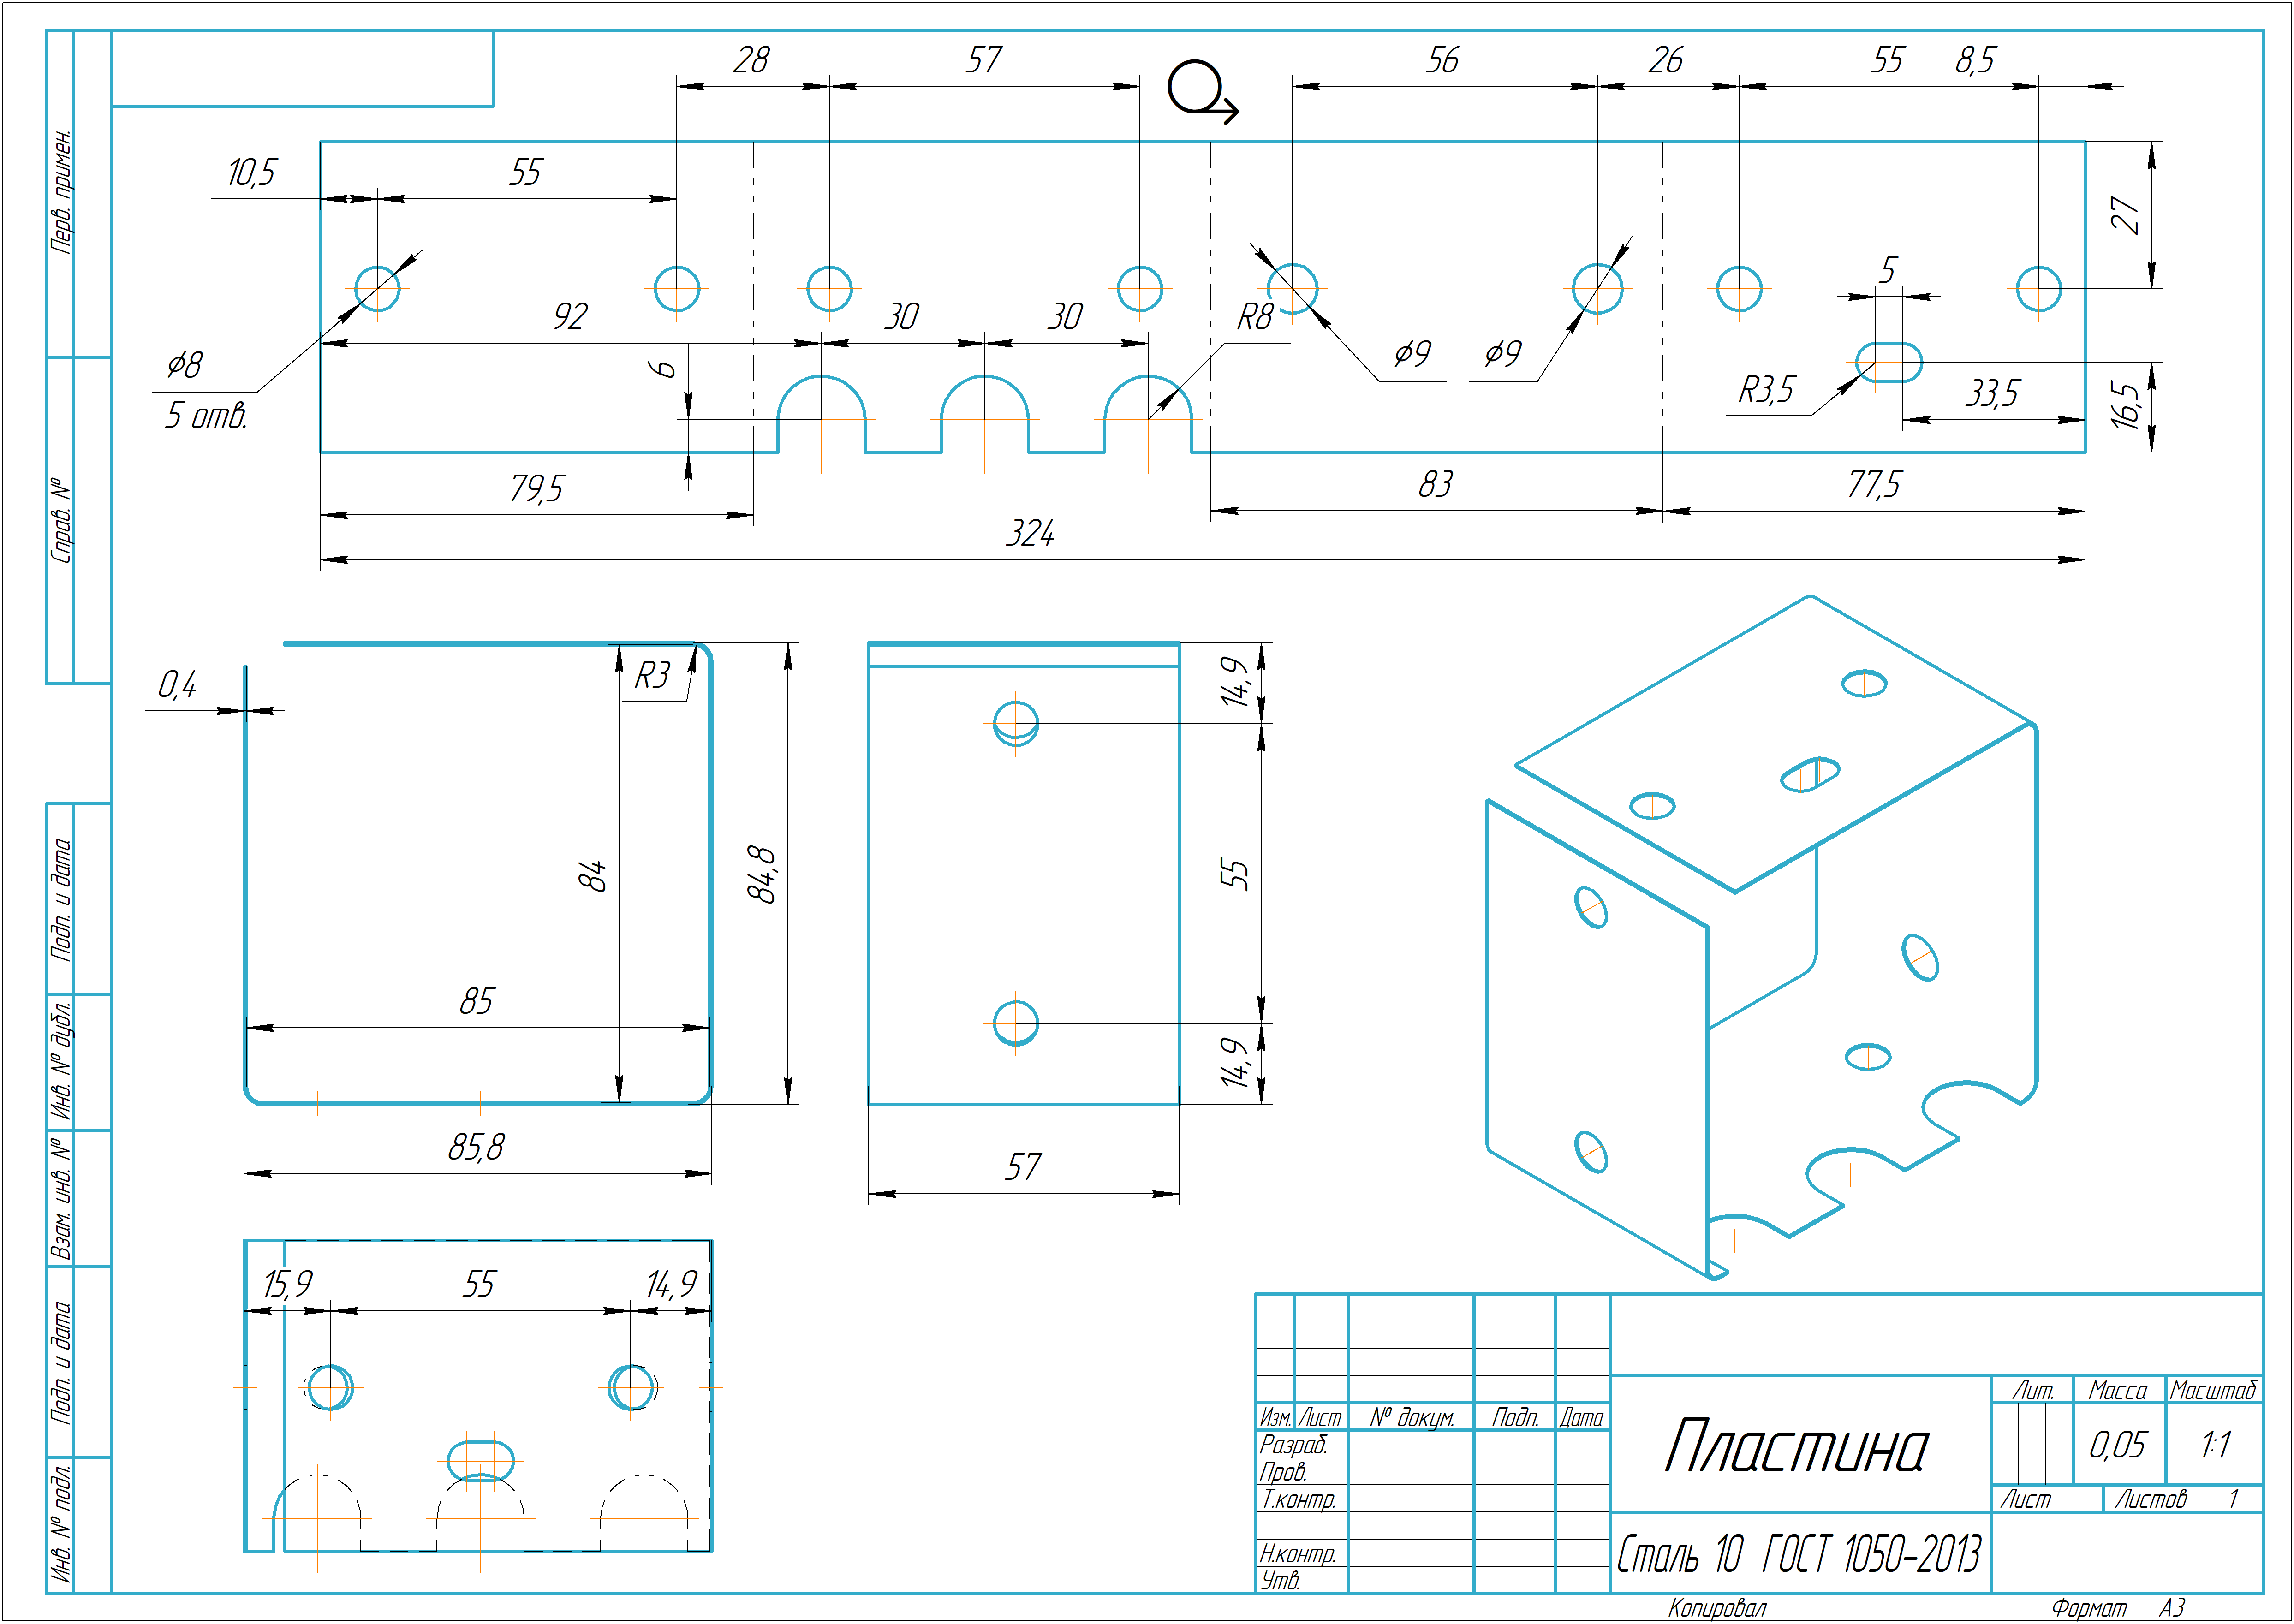 28 57 56 26 55 8,5
10,5 55 27
5
92 30 30 R8
6
⌀8
5 отв.
⌀9 ⌀9
R3,5 33,5 16,5
79,5 83 77,5
324
0,4 R3 84 84,8
85
85,8
14,9
55
14,9
57
15,9 55 14,9
Перв. примен.
Справ. №
Подп. и дата
Инв. № дубл.
Взам. инв. №
Подп. и дата
Инв. № подл.
Изм. Лист № докум. Подп. Дата
Разраб.
Пров.
Т.контр.
Н.контр.
Утв.
Пластина
Сталь 10 ГОСТ 1050-2013
Лит. Масса Масштаб
0,05 1:1
Лист Листов 1
Копировал Формат А3